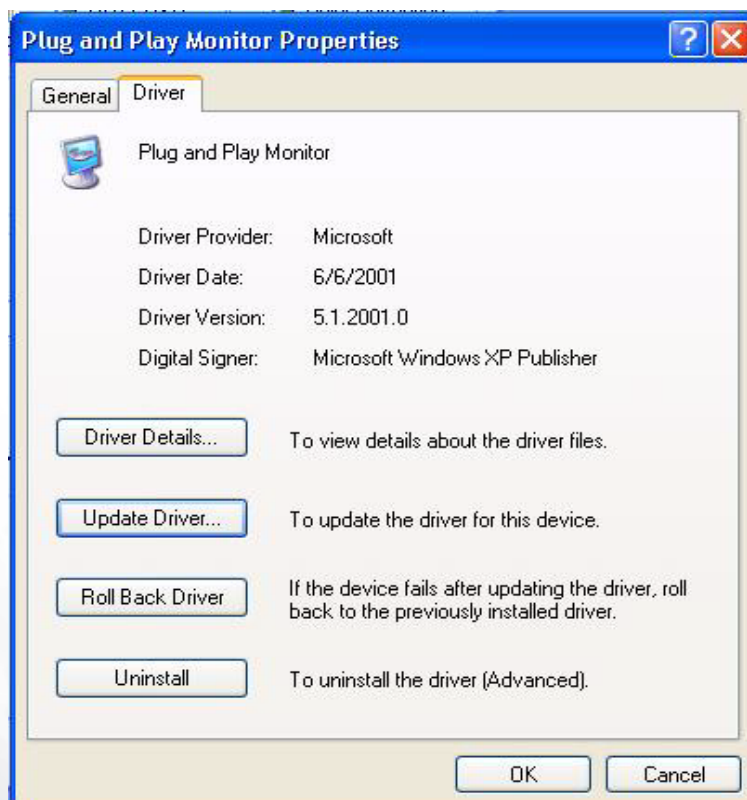 Plug and Play Monitor Properties
General
Driver
Plug and Play Monitor
Driver Provider: Microsoft
Driver Date: 6/6/2001
Driver Version: 5.1.2001.0
Digital Signer: Microsoft Windows XP Publisher
Driver Details... To view details about the driver files.
Update Driver... To update the driver for this device.
Roll Back Driver If the device fails after updating the driver, roll
back to the previously installed driver.
Uninstall To uninstall the driver (Advanced).
OK Cancel